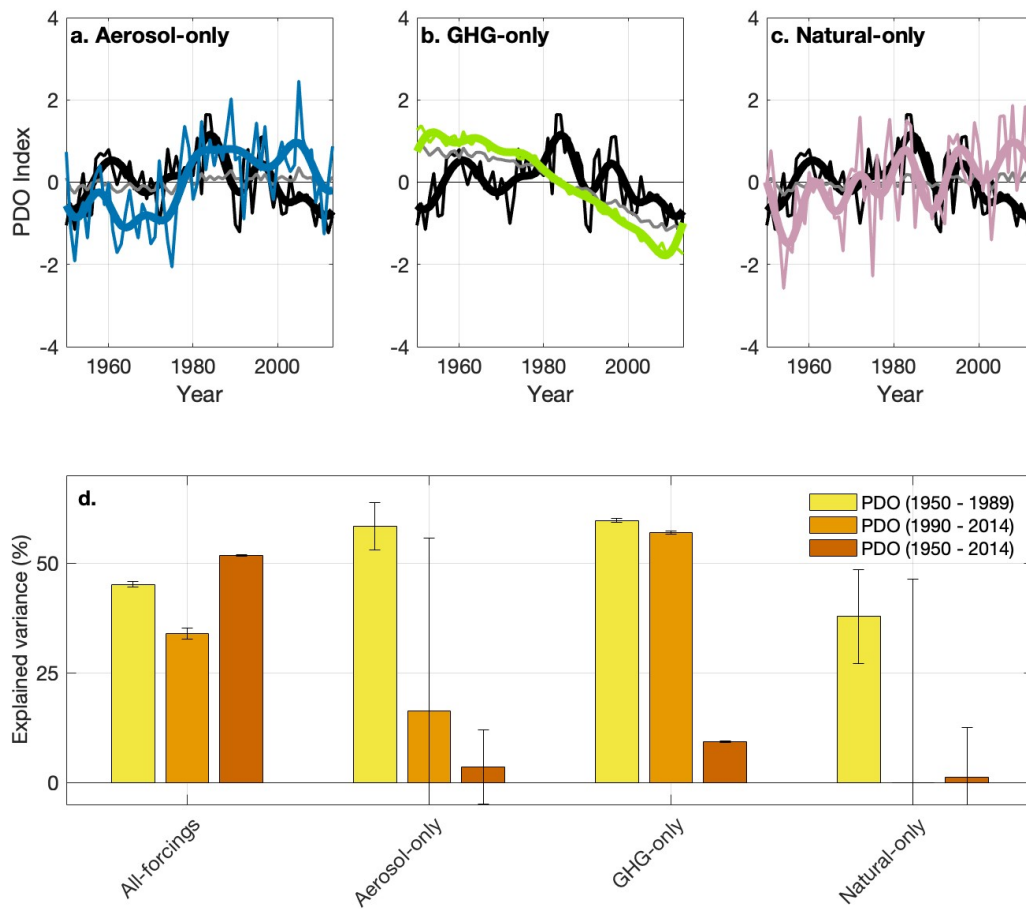 a. Aerosol-only
b. GHG-only
c. Natural-only
PDO Index
4
2
0
-2
-4
1960
1980
2000
Year
4
2
0
-2
-4
1960
1980
2000
Year
4
2
0
-2
-4
1960
1980
2000
Year
d.
Explained variance (%)
50
25
0
PDO (1950 - 1989)
PDO (1990 - 2014)
PDO (1950 - 2014)
All-forcings
Aerosol-only
GHG-only
Natural-only